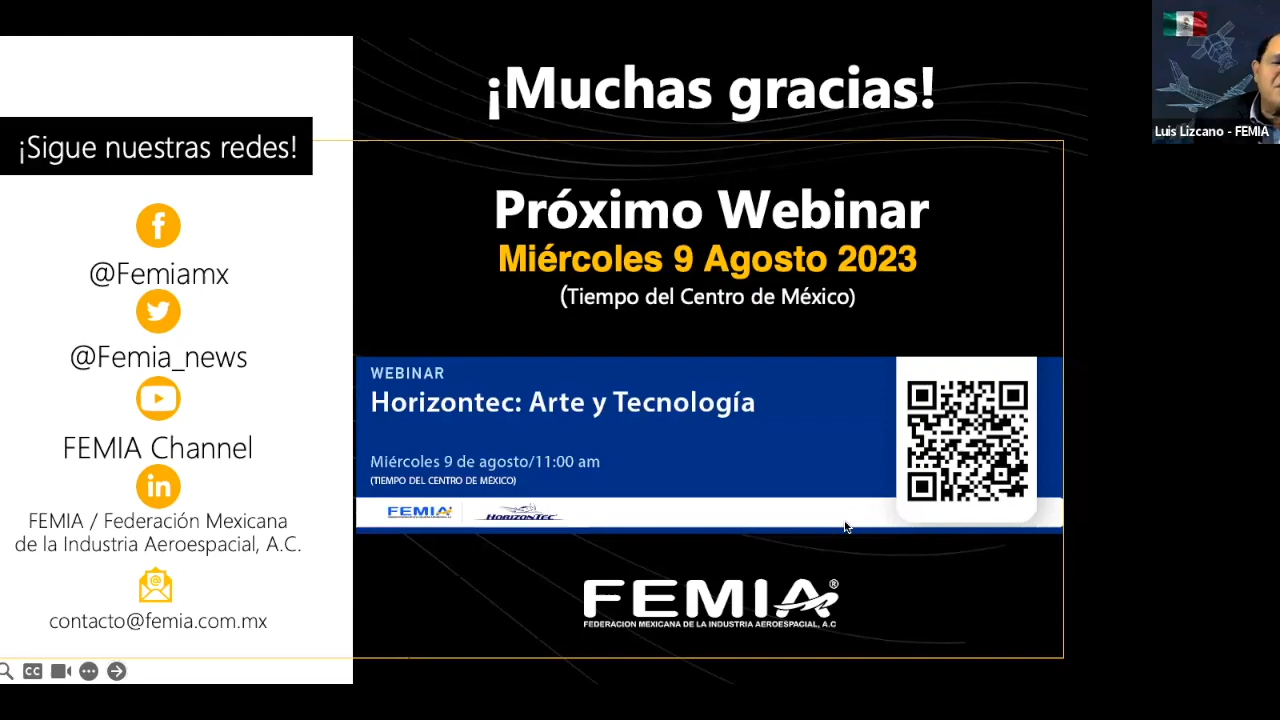 ¡Sigue nuestras redes!
@Femiamx
@Femia_news
FEMIA Channel
FEMIA / Federación Mexicana
de la Industria Aeroespacial, A.C.
contacto@femia.com.mx
CC
¡Muchas gracias!
Próximo Webinar
Miércoles 9 Agosto 2023
(Tiempo del Centro de México)
WEBINAR
Horizontec: Arte y Tecnología
Miércoles 9 de agosto/11:00 am
(TIEMPO DEL CENTRO DE MÉXICO)
FEMIA
HORIZONTEC
FEMIA®
FEDERACION MEXICANA DE LA INDUSTRIA AEROESPACIAL, A.C
Luis Lizcano - FEMIA